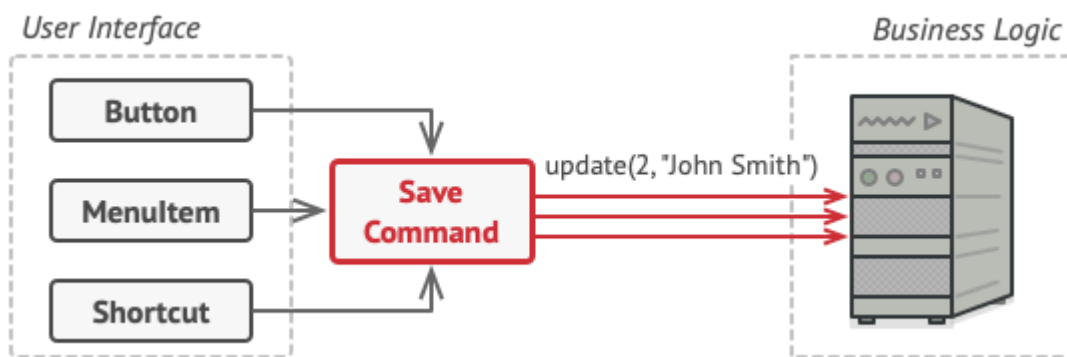 User Interface
Business Logic
Button
update(2, "John Smith")
Save
Command
MenuItem
Shortcut